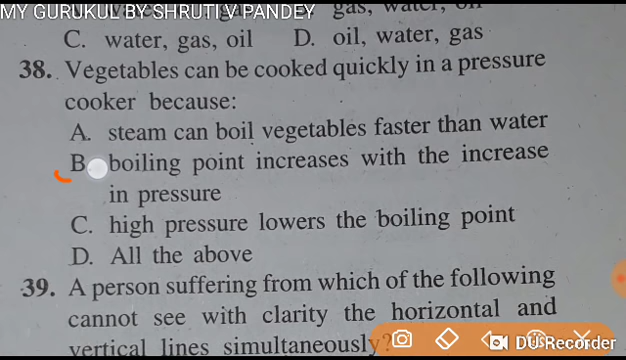 MY GURUKUL BY SHRUTI V PANDEY
gas, water, oil
C. water, gas, oil D. oil, water, gas
38. Vegetables can be cooked quickly in a pressure
cooker because:
A. steam can boil vegetables faster than water
B. boiling point increases with the increase
in pressure
C. high pressure lowers the boiling point
D. All the above
39. A person suffering from which of the following
cannot see with clarity the horizontal and
vertical lines simultaneously?
DU Recorder